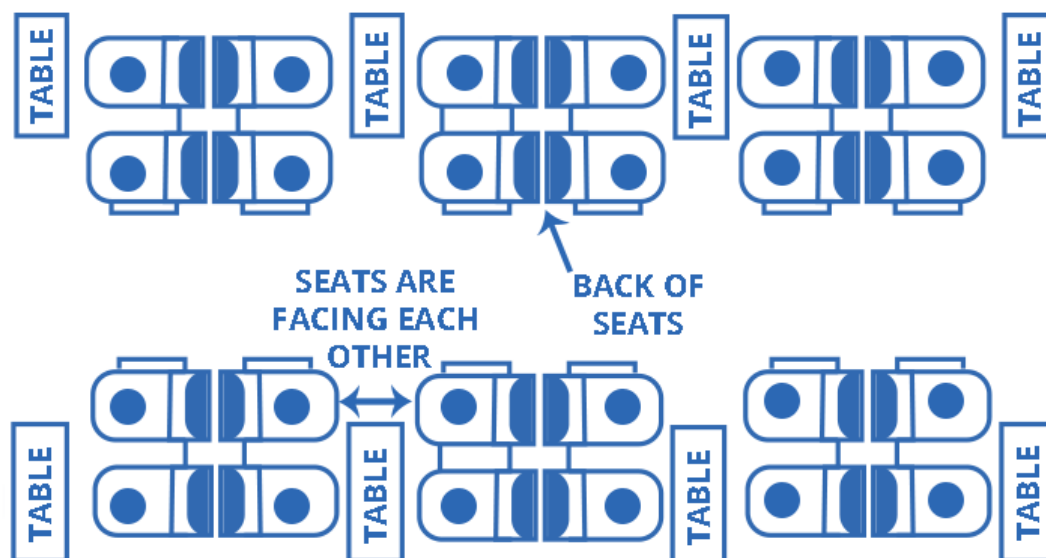 TABLE
TABLE
TABLE
TABLE
SEATS ARE
FACING EACH
OTHER
BACK OF
SEATS
TABLE
TABLE
TABLE
TABLE